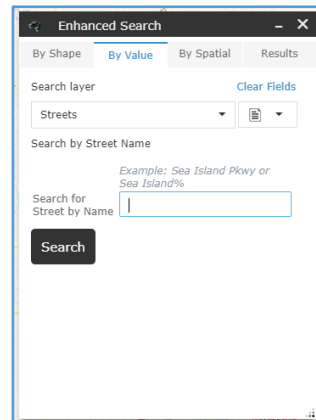 Enhanced Search
By Shape By Value By Spatial Results
Search layer Clear Fields
Streets
Search by Street Name
Example: Sea Island Pkwy or
Sea Island%
Search for
Street by Name
Search